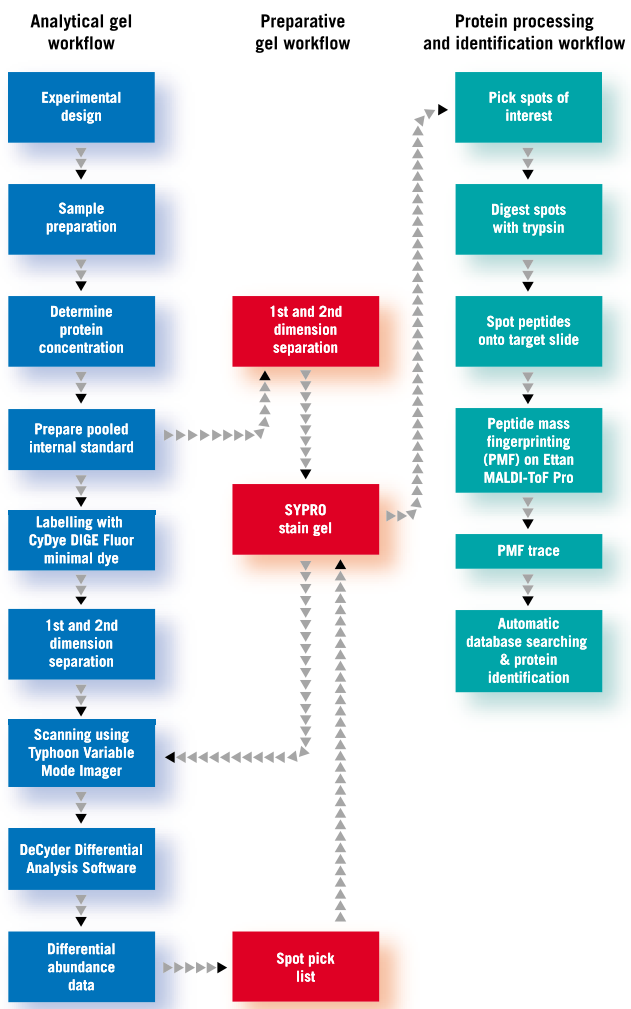 Analytical gel
workflow
Experimental
design
Sample
preparation
Determine
protein
concentration
Prepare pooled
internal standard
Labelling with
CyDye DIGE Fluor
minimal dye
1st and 2nd
dimension
separation
Scanning using
Typhoon Variable
Mode Imager
DeCyder Differential
Analysis Software
Differential
abundance
data
Preparative
gel workflow
1st and 2nd
dimension
separation
SYPRO
stain gel
Spot pick
list
Protein processing
and identification workflow
Pick spots of
interest
Digest spots
with trypsin
Spot peptides
onto target slide
Peptide mass
fingerprinting
(PMF) on Ettan
MALDI-ToF Pro
PMF trace
Automatic
database searching
& protein
identification